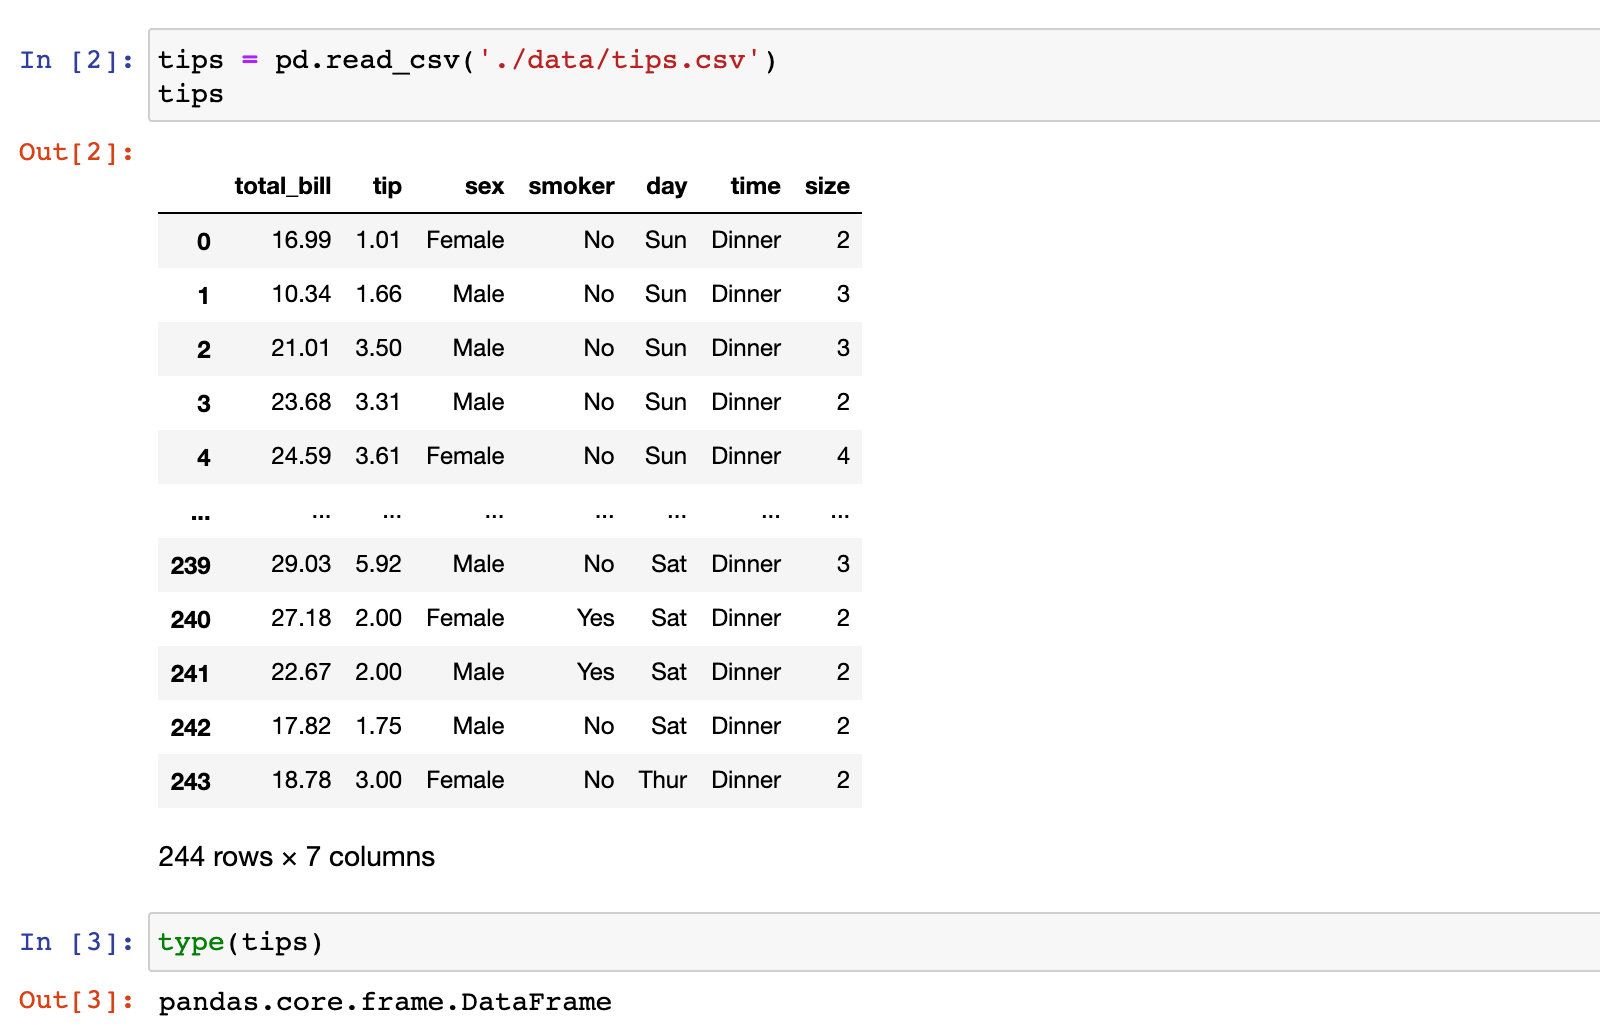 In [2]: tips = pd.read_csv('./data/tips.csv')
tips
Out[2]:
total_bill tip sex smoker day time size
0 16.99 1.01 Female No Sun Dinner 2
1 10.34 1.66 Male No Sun Dinner 3
2 21.01 3.50 Male No Sun Dinner 3
3 23.68 3.31 Male No Sun Dinner 2
4 24.59 3.61 Female No Sun Dinner 4
... ... ... ... ... ... ... ...
239 29.03 5.92 Male No Sat Dinner 3
240 27.18 2.00 Female Yes Sat Dinner 2
241 22.67 2.00 Male Yes Sat Dinner 2
242 17.82 1.75 Male No Sat Dinner 2
243 18.78 3.00 Female No Thur Dinner 2
244 rows × 7 columns
In [3]: type(tips)
Out[3]: pandas.core.frame.DataFrame